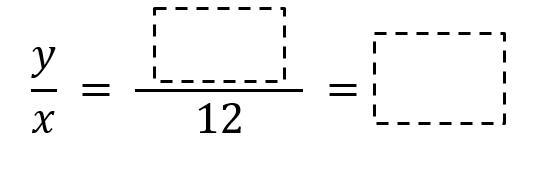 y/x = [ ]/12 = [ ]